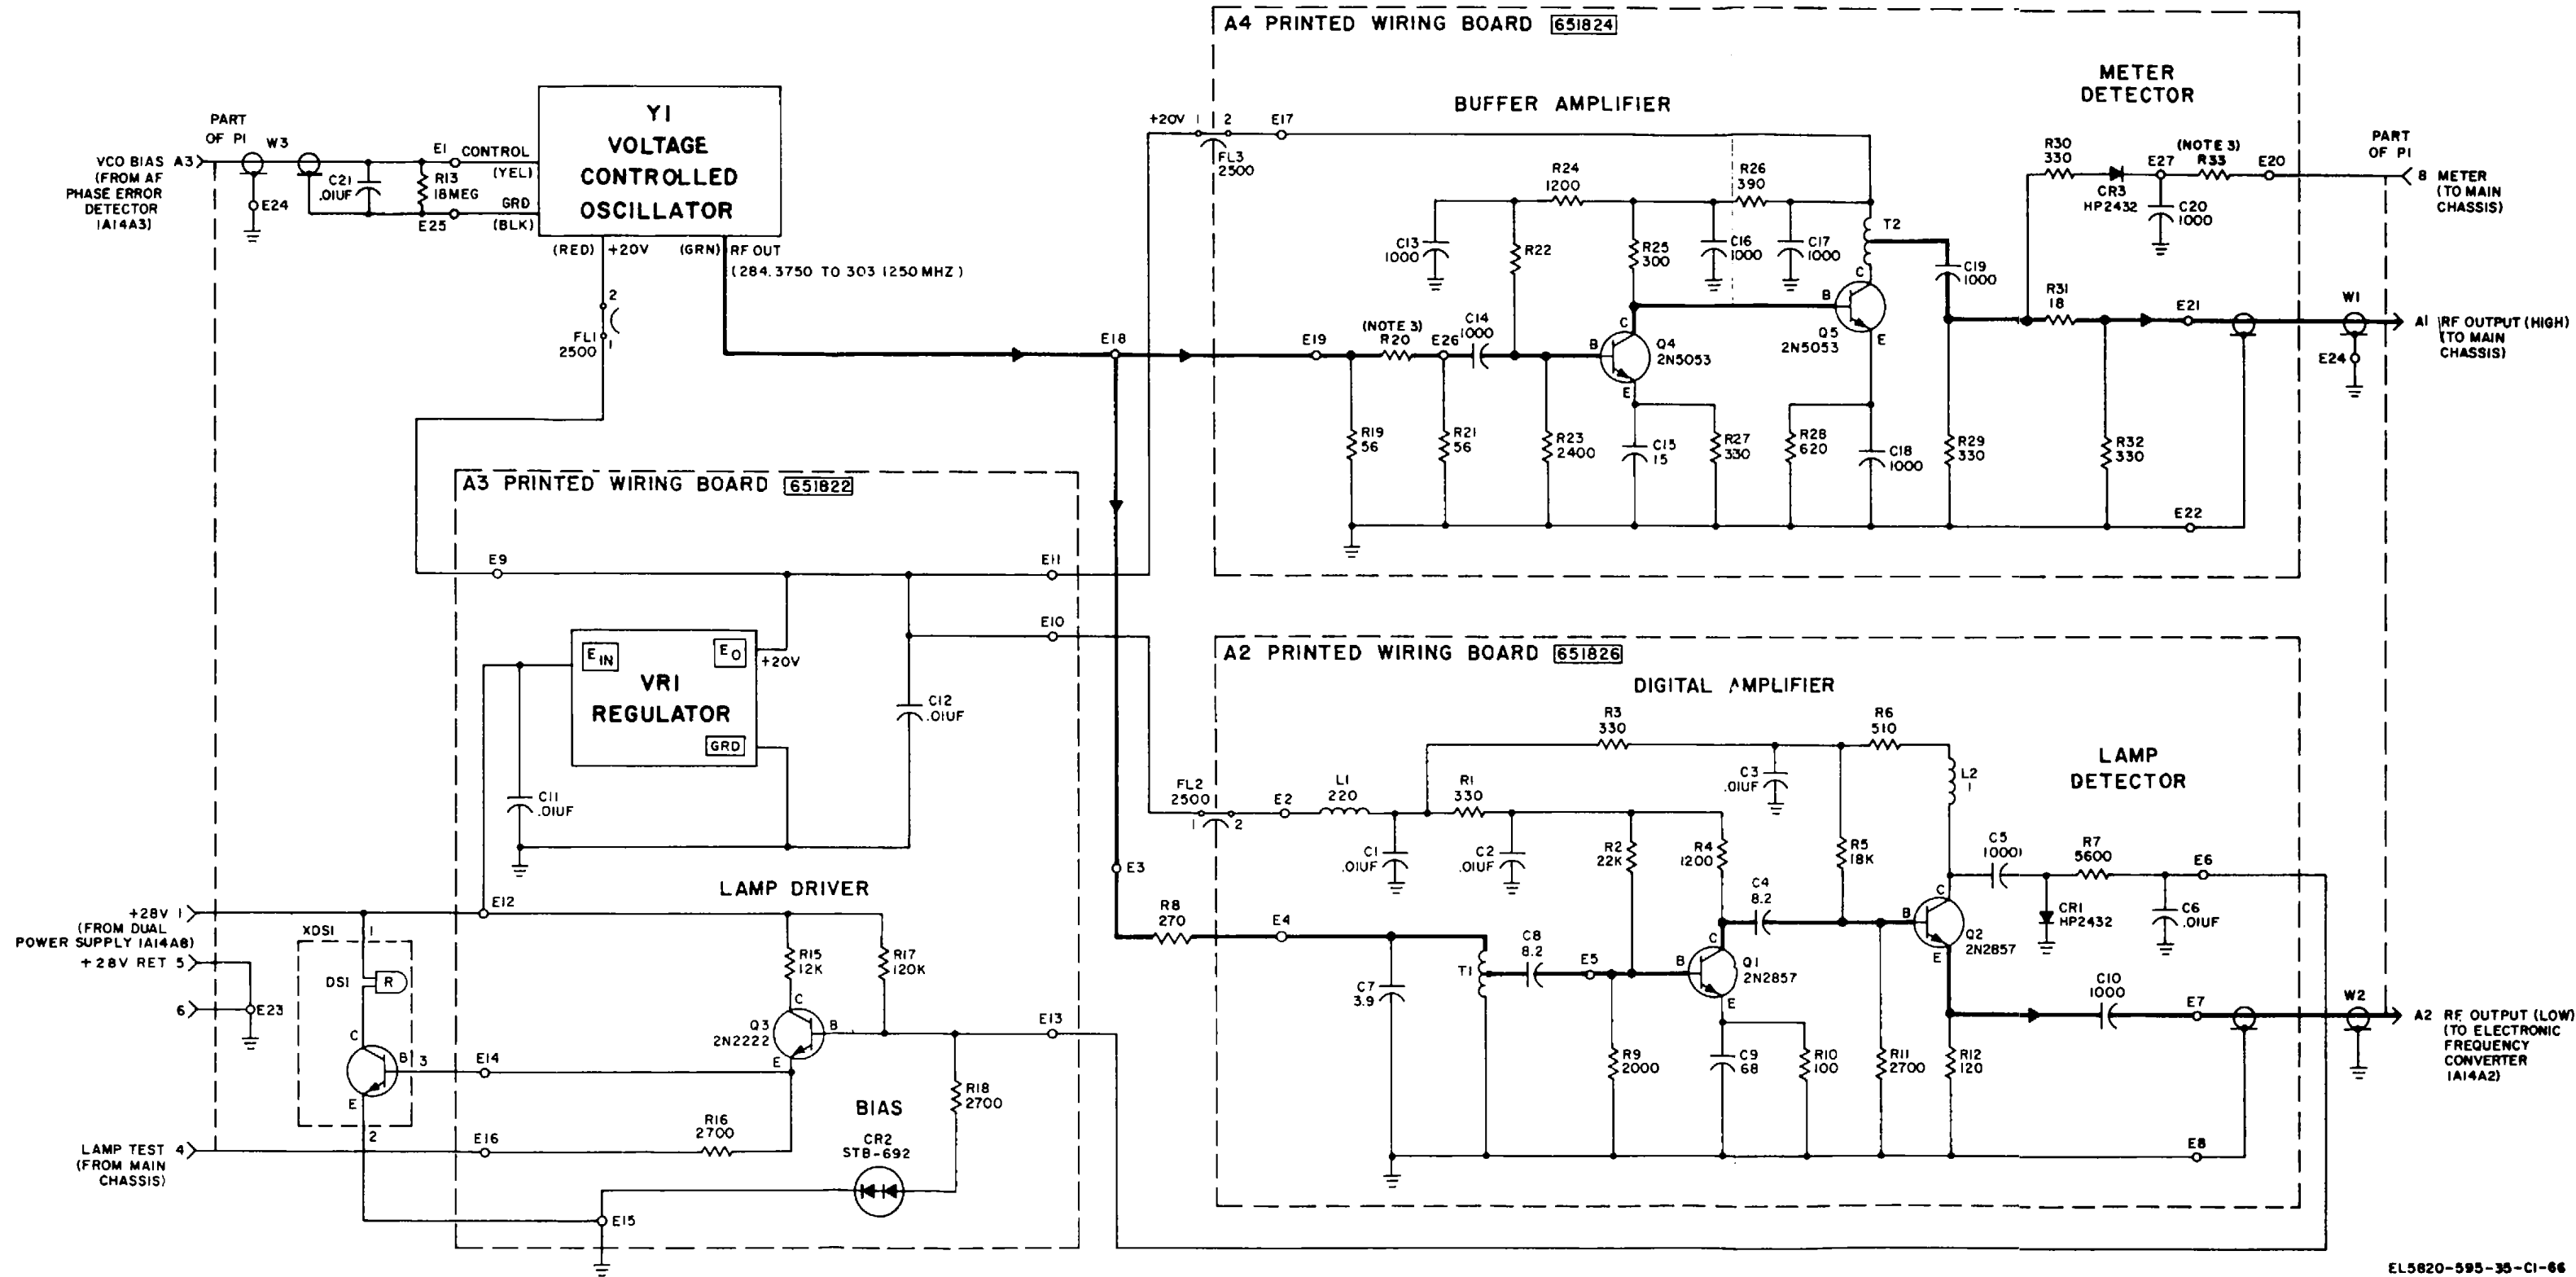 A4 PRINTED WIRING BOARD 651824
BUFFER AMPLIFIER
METER
DETECTOR
PART
OF P1
W3
VCO BIAS A3
(FROM AF
PHASE ERROR
DETECTOR
1A14A3)
E24
C21
.01UF
R13
18MEG
E1
CONTROL
(YEL)
GRD
(BLK)
E25
Y1
VOLTAGE
CONTROLLED
OSCILLATOR
(RED)
+20V
(GRN)
RF OUT
(284.3750 TO 303 1250 MHZ)
2
FL1
2500
1
E18
+20V
1
2
FL3
2500
E17
R24
1200
R26
390
C13
1000
R22
R25
300
C16
1000
C17
1000
T2
C19
1000
R30
330
CR3
HP2432
E27
(NOTE 3)
R33
E20
C20
1000
PART
OF P1
8 METER
(TO MAIN
CHASSIS)
E19
(NOTE 3)
R20
E26
C14
1000
B
C
E
Q4
2N5053
B
C
E
Q5
2N5053
R31
18
E21
W1
E24
A1 RF OUTPUT (HIGH)
(TO MAIN
CHASSIS)
R19
56
R21
56
R23
2400
C15
15
R27
330
R28
620
C18
1000
R29
330
R32
330
E22
A3 PRINTED WIRING BOARD 651822
E9
E11
E10
EIN
EO
+20V
VR1
REGULATOR
GRD
C11
.01UF
C12
.01UF
LAMP DRIVER
+28V 1
(FROM DUAL
POWER SUPPLY 1A14A8)
+28V RET 5
6
E23
XDS1
1
DS1
R
C
B
3
E
2
E12
R15
12K
R17
120K
C
Q3
2N2222
B
E
E13
E14
R18
2700
BIAS
CR2
STB-692
R16
2700
E16
LAMP TEST 4
(FROM MAIN
CHASSIS)
E15
A2 PRINTED WIRING BOARD 651826
DIGITAL AMPLIFIER
LAMP
DETECTOR
FL2
2500
1
2
E2
L1
220
R3
330
R1
330
R6
510
C3
.01UF
L2
1
C1
.01UF
C2
.01UF
R2
22K
R4
1200
R5
18K
C4
8.2
C5
1000
R7
5600
E6
CR1
HP2432
C6
.01UF
E3
R8
270
E4
C7
3.9
T1
C8
8.2
E5
B
C
E
Q1
2N2857
B
C
E
Q2
2N2857
C10
1000
E7
W2
A2 RF OUTPUT (LOW)
(TO ELECTRONIC
FREQUENCY
CONVERTER
1A14A2)
R9
2000
C9
68
R10
100
R11
2700
R12
120
E8
EL5820-595-35-C1-66